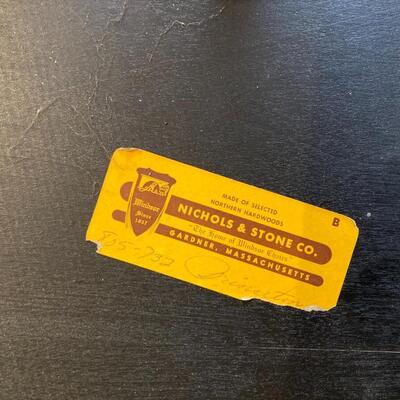 MADE OF SELECTED
NORTHERN HARDWOODS
B
NICHOLS & STONE CO.
"The Home of Windsor Chairs"
GARDNER, MASSACHUSETTS
Windsor
Since
1857